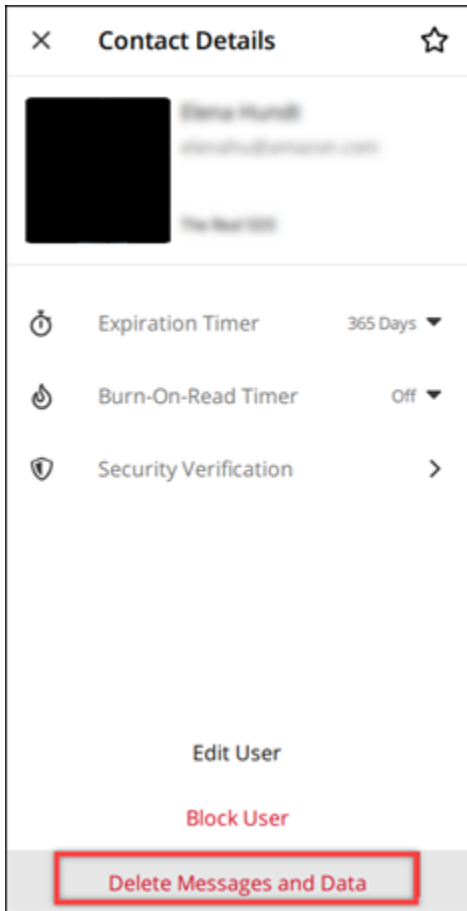 Contact Details
Expiration Timer 365 Days
Burn-On-Read Timer Off
Security Verification
Edit User
Block User
Delete Messages and Data